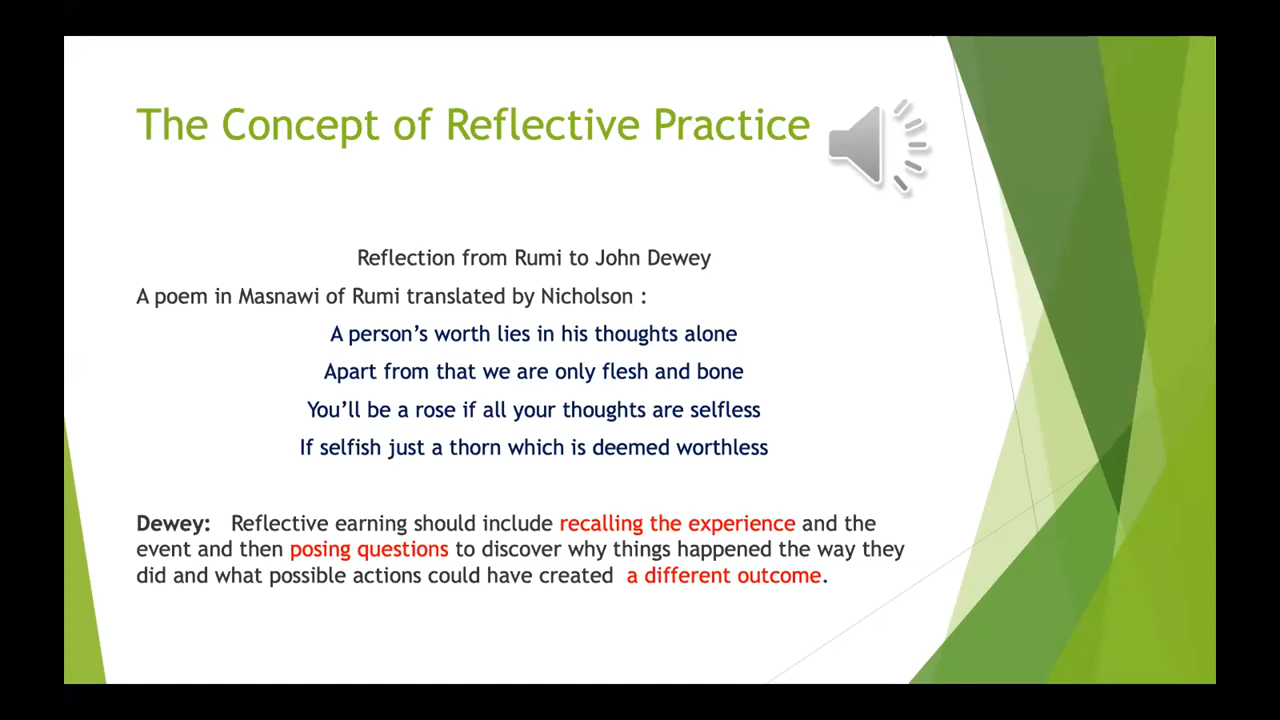 The Concept of Reflective Practice
Reflection from Rumi to John Dewey
A poem in Masnawi of Rumi translated by Nicholson :
A person’s worth lies in his thoughts alone
Apart from that we are only flesh and bone
You’ll be a rose if all your thoughts are selfless
If selfish just a thorn which is deemed worthless
Dewey: Reflective earning should include recalling the experience and the
event and then posing questions to discover why things happened the way they
did and what possible actions could have created a different outcome.